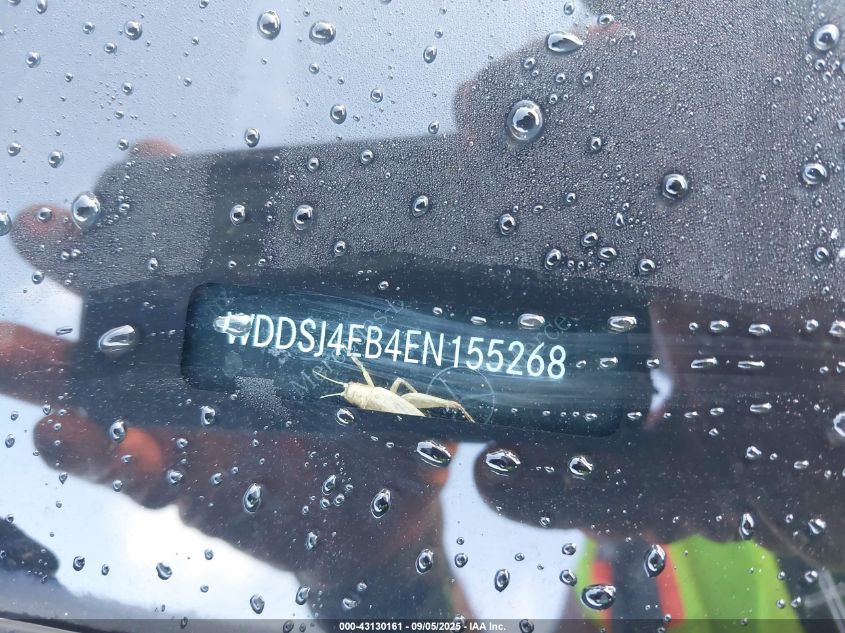 WDDSJ4EB4EN155268
000-43130161 - 09/05/2025 - IAA Inc.